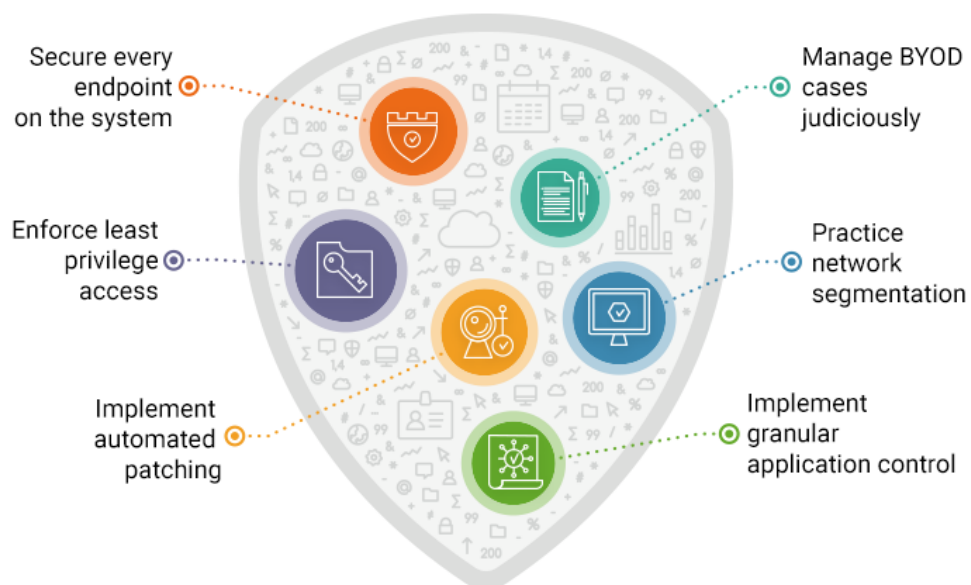 Secure every
endpoint
on the system
Manage BYOD
cases
judiciously
Enforce least
privilege
access
Practice
network
segmentation
Implement
automated
patching
Implement
granular
application control